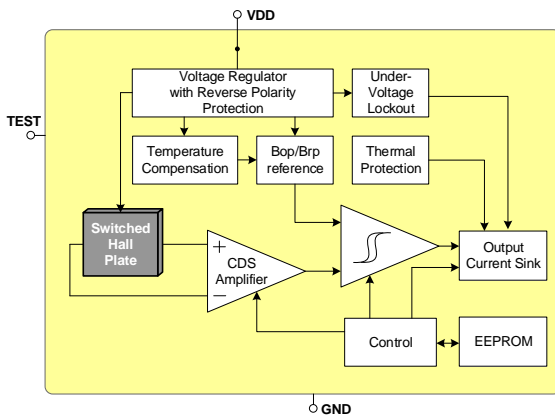 VDD
Voltage Regulator
with Reverse Polarity
Protection
Under-
Voltage
Lockout
TEST
Temperature
Compensation
Bop/Brp
reference
Thermal
Protection
Switched
Hall
Plate
+
−
CDS
Amplifier
Output
Current Sink
Control
EEPROM
GND